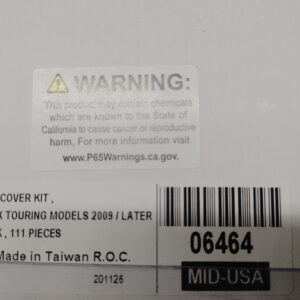 WARNING:
This product may contain chemicals
which are known to the State of
California to cause cancer or reproductive
harm. For more information visit
www.P65Warnings.ca.gov.
COVER KIT ,
X TOURING MODELS 2009 / LATER
K , 111 PIECES
Made in Taiwan R.O.C.
201126
06464
MID-USA